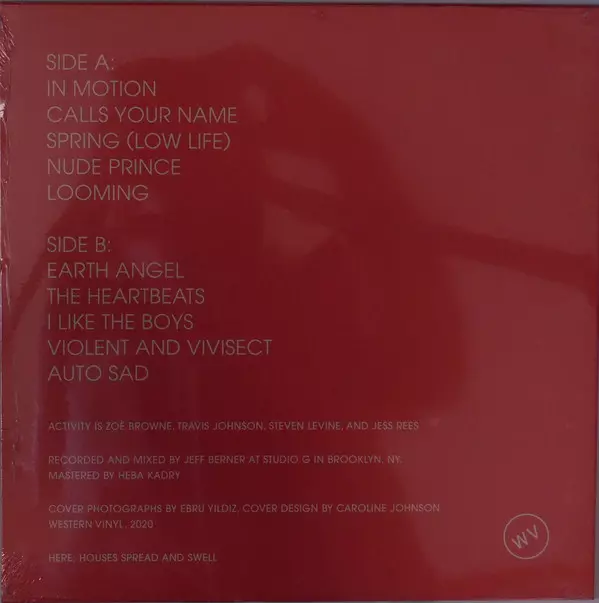 SIDE A:
IN MOTION
CALLS YOUR NAME
SPRING (LOW LIFE)
NUDE PRINCE
LOOMING
SIDE B:
EARTH ANGEL
THE HEARTBEATS
I LIKE THE BOYS
VIOLENT AND VIVISECT
AUTO SAD
ACTIVITY IS ZOË BROWNE, TRAVIS JOHNSON, STEVEN LEVINE, AND JESS REES
RECORDED AND MIXED BY JEFF BERNER AT STUDIO G IN BROOKLYN, NY.
MASTERED BY HEBA KADRY
COVER PHOTOGRAPHS BY EBRU YILDIZ, COVER DESIGN BY CAROLINE JOHNSON
WESTERN VINYL, 2020
WV
HERE, HOUSES SPREAD AND SWELL